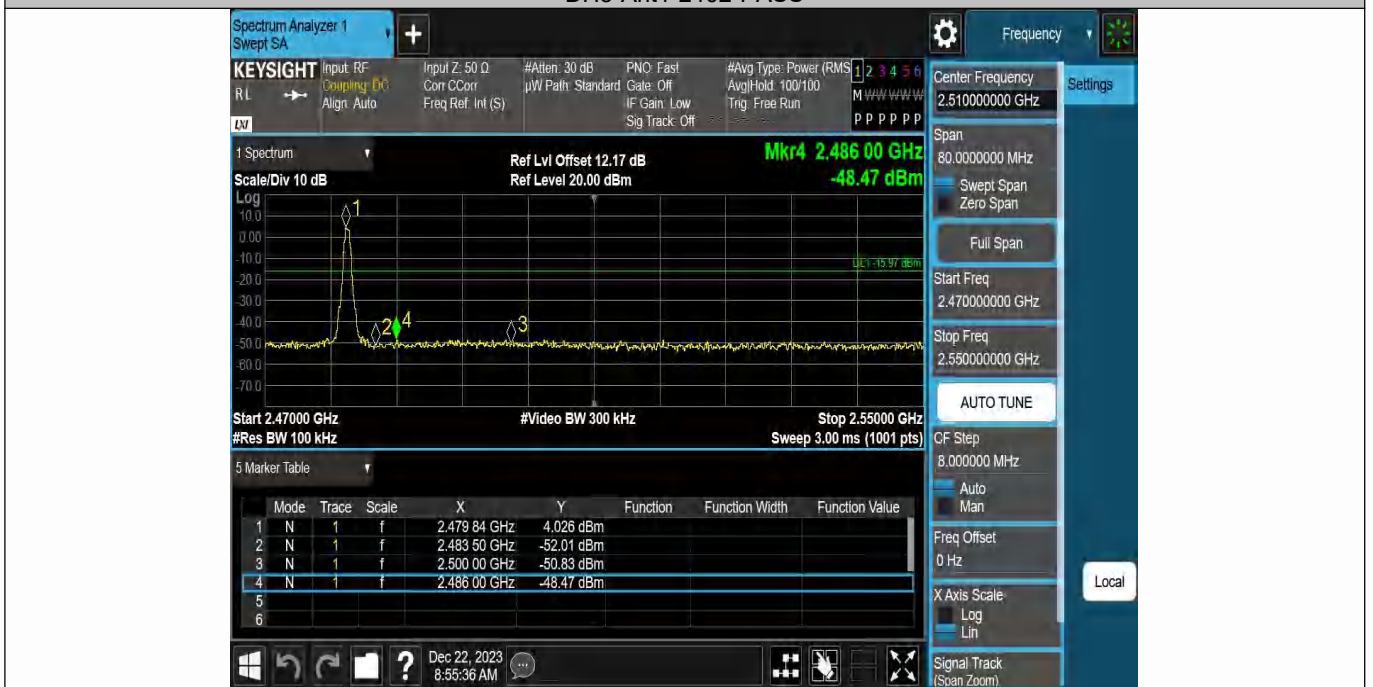 Spectrum Analyzer 1
Swept SA
+
Frequency
KEYSIGHT
RL
LXI
Input: RF
Coupling: DC
Align: Auto
Input Z: 50 Ω
Corr CCorr
Freq Ref: Int (S)
#Atten: 30 dB
µW Path: Standard
PNO: Fast
Gate: Off
IF Gain: Low
Sig Track: Off
#Avg Type: Power (RMS
Avg|Hold: 100/100
Trig: Free Run
1 2 3 4 5 6
M W W W W W
P P P P P P
Center Frequency
2.510000000 GHz
Settings
Span
80.0000000 MHz
Swept Span
Zero Span
Full Span
Start Freq
2.470000000 GHz
Stop Freq
2.550000000 GHz
AUTO TUNE
CF Step
8.000000 MHz
Auto
Man
Freq Offset
0 Hz
X Axis Scale
Log
Lin
Signal Track
(Span Zoom)
Local
1 Spectrum
Scale/Div 10 dB
Ref Lvl Offset 12.17 dB
Ref Level 20.00 dBm
Mkr4 2.486 00 GHz
-48.47 dBm
Log
10.0
0.00
-10.0
-20.0
-30.0
-40.0
-50.0
-60.0
-70.0
1
2
4
3
DL1 -15.97 dBm
Start 2.47000 GHz
#Video BW 300 kHz
Stop 2.55000 GHz
#Res BW 100 kHz
Sweep 3.00 ms (1001 pts)
5 Marker Table
Mode Trace Scale X Y Function Function Width Function Value
1 N 1 f 2.479 84 GHz 4.026 dBm
2 N 1 f 2.483 50 GHz -52.01 dBm
3 N 1 f 2.500 00 GHz -50.83 dBm
4 N 1 f 2.486 00 GHz -48.47 dBm
5
6
?
Dec 22, 2023
8:55:36 AM